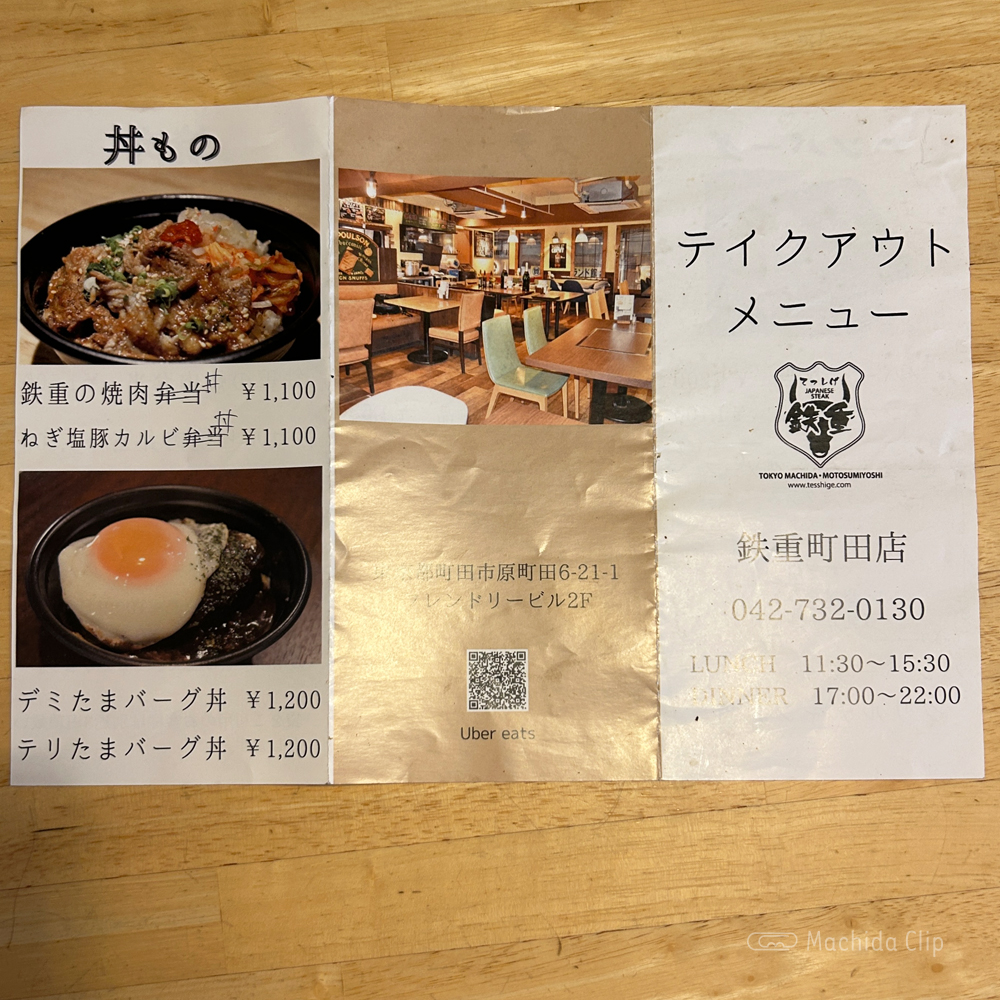 丼もの
鉄重の焼肉弁当丼 ¥1,100
ねぎ塩豚カルビ弁当丼 ¥1,100
デミたまバーグ丼 ¥1,200
テリたまバーグ丼 ¥1,200
都町田市原町田6-21-1
レンドリービル2F
Uber eats
テイクアウト
メニュー
てっしげ
JAPANESE
STEAK
鉄重
TOKYO MACHIDA・MOTOSUMIYOSHI
www.tesshige.com
鉄重町田店
042-732-0130
LUNCH 11:30〜15:30
DINNER 17:00〜22:00
Machida Clip